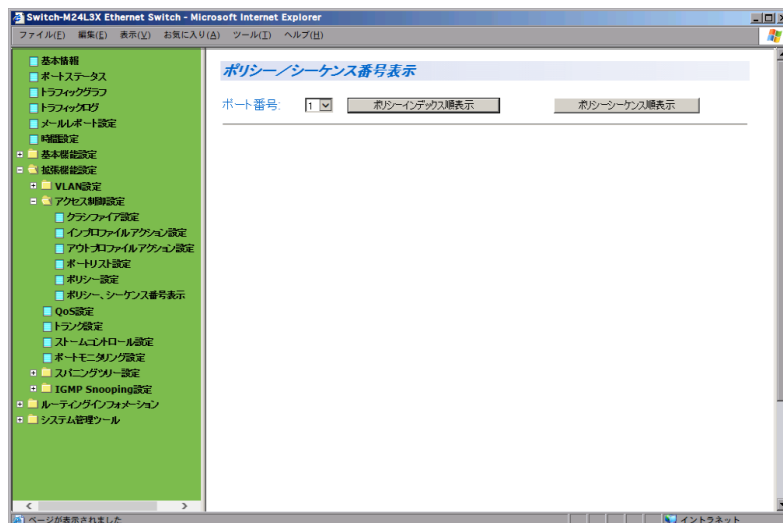 Switch-M24L3X Ethernet Switch - Microsoft Internet Explorer
ファイル(F) 編集(E) 表示(V) お気に入り(A) ツール(T) ヘルプ(H)
基本情報
ポートステータス
トラフィックグラフ
トラフィックログ
メールレポート設定
時間設定
基本機能設定
拡張機能設定
VLAN設定
アクセス制御設定
クラシファイア設定
インプロファイルアクション設定
アウトプロファイルアクション設定
ポートリスト設定
ポリシー設定
ポリシー、シーケンス番号表示
QoS設定
トランク設定
ストームコントロール設定
ポートモニタリング設定
スパニングツリー設定
IGMP Snooping設定
ルーティングインフォメーション
システム管理ツール
ポリシー／シーケンス番号表示
ポート番号: 1 ポリシーインデックス順表示 ポリシーシーケンス順表示
ページが表示されました イントラネット